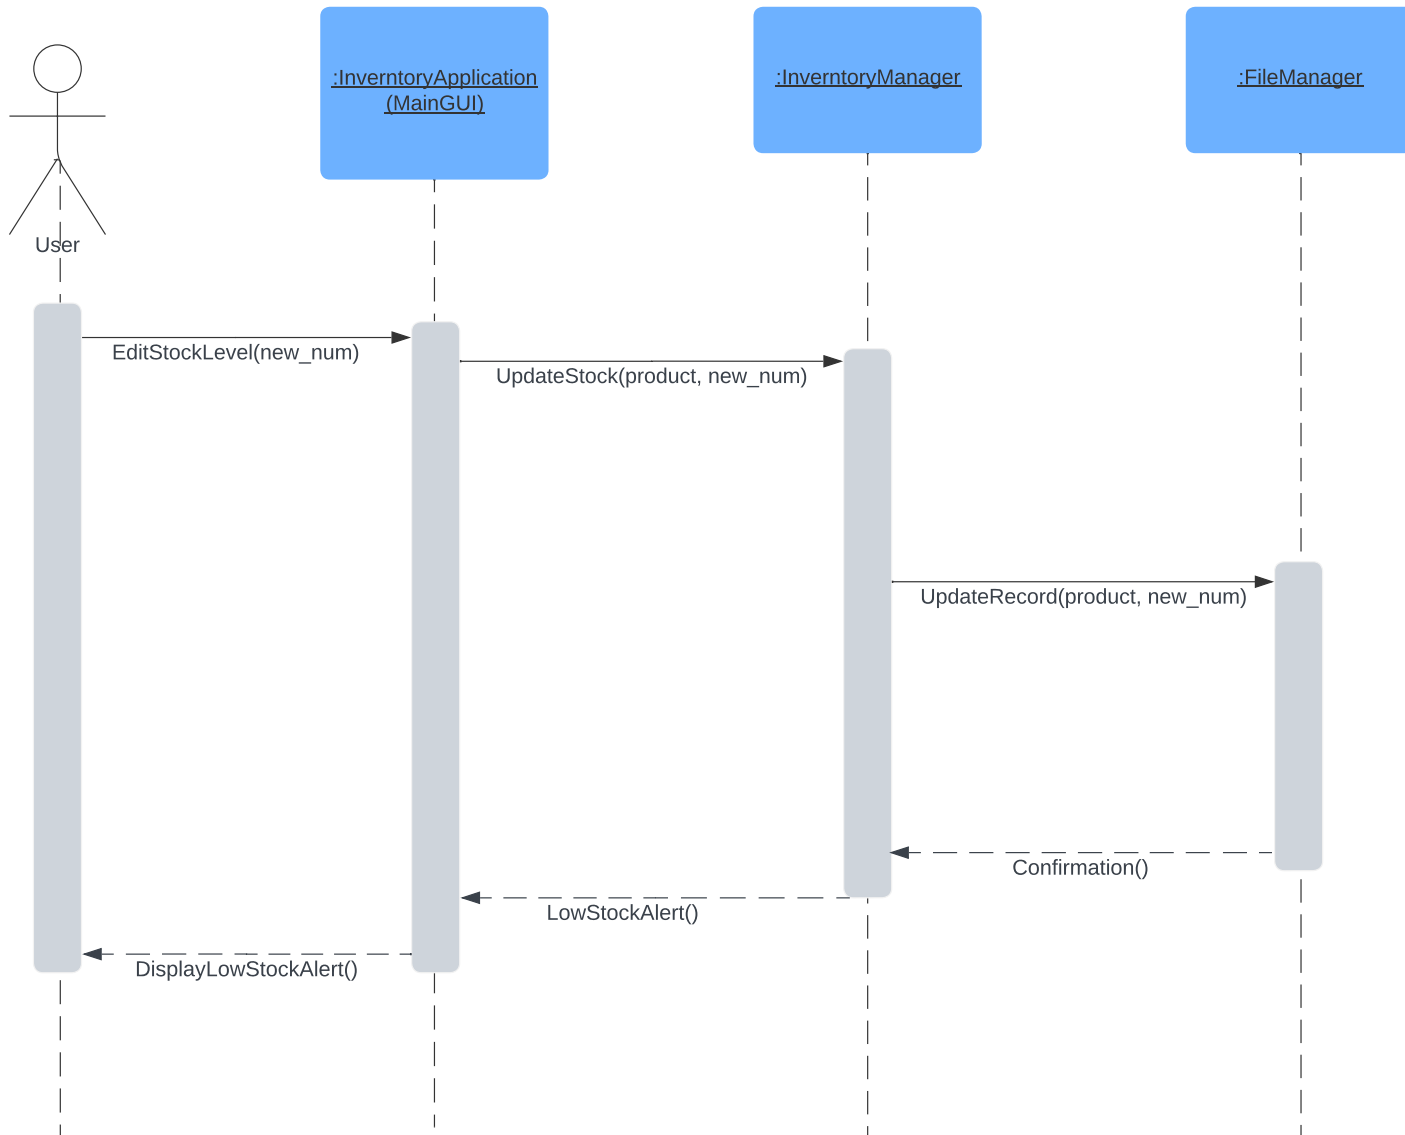 :InverntoryApplication
(MainGUI)
:InverntoryManager
:FileManager
User
EditStockLevel(new_num)
UpdateStock(product, new_num)
UpdateRecord(product, new_num)
Confirmation()
LowStockAlert()
DisplayLowStockAlert()